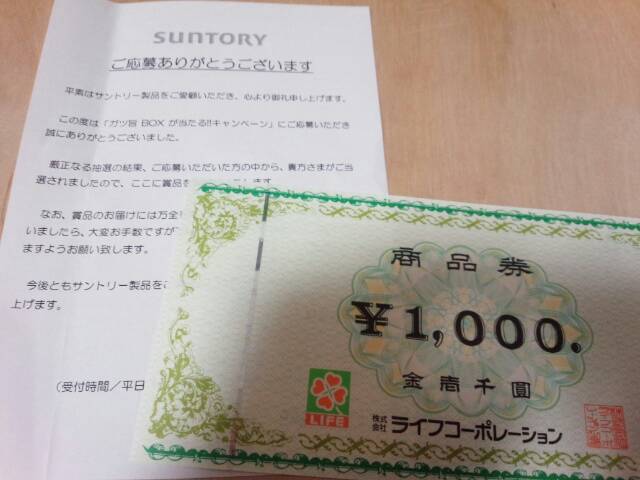 SUNTORY
ご応募ありがとうございます
平素はサントリー製品をご愛顧いただき、心より御礼申し上げます。
この度は「ガツ旨 BOX が当たる!!キャンペーン」にご応募いただき
誠にありがとうございました。
厳正なる抽選の結果、ご応募いただいた方の中から、貴方さまがご当
選されましたので、ここに賞品を
なお、賞品のお届けには万全
いましたら、大変お手数ですが
ますようお願い致します。
今後ともサントリー製品をご
上げます。
(受付時間/平日
商品券
¥1,000.
金壱千圓
LIFE
株式会社 ライフコーポレーション